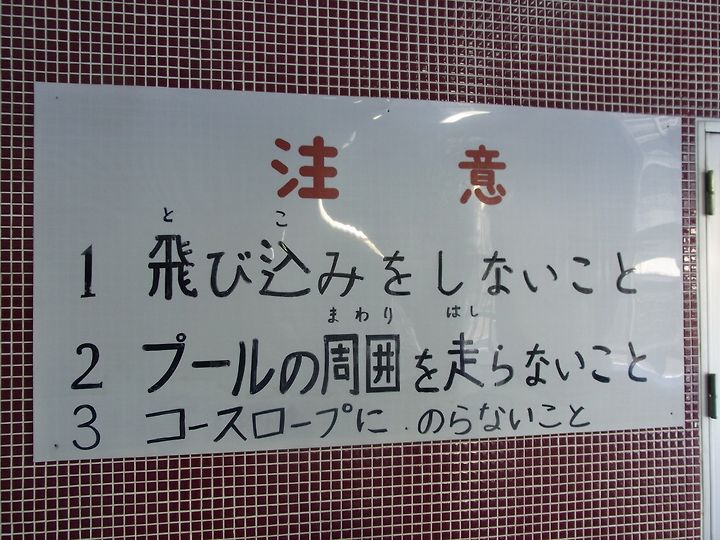 注意
と こ
1 飛び込みをしないこと
まわり はし
2 プールの周囲を走らないこと
3 コースロープに のらないこと